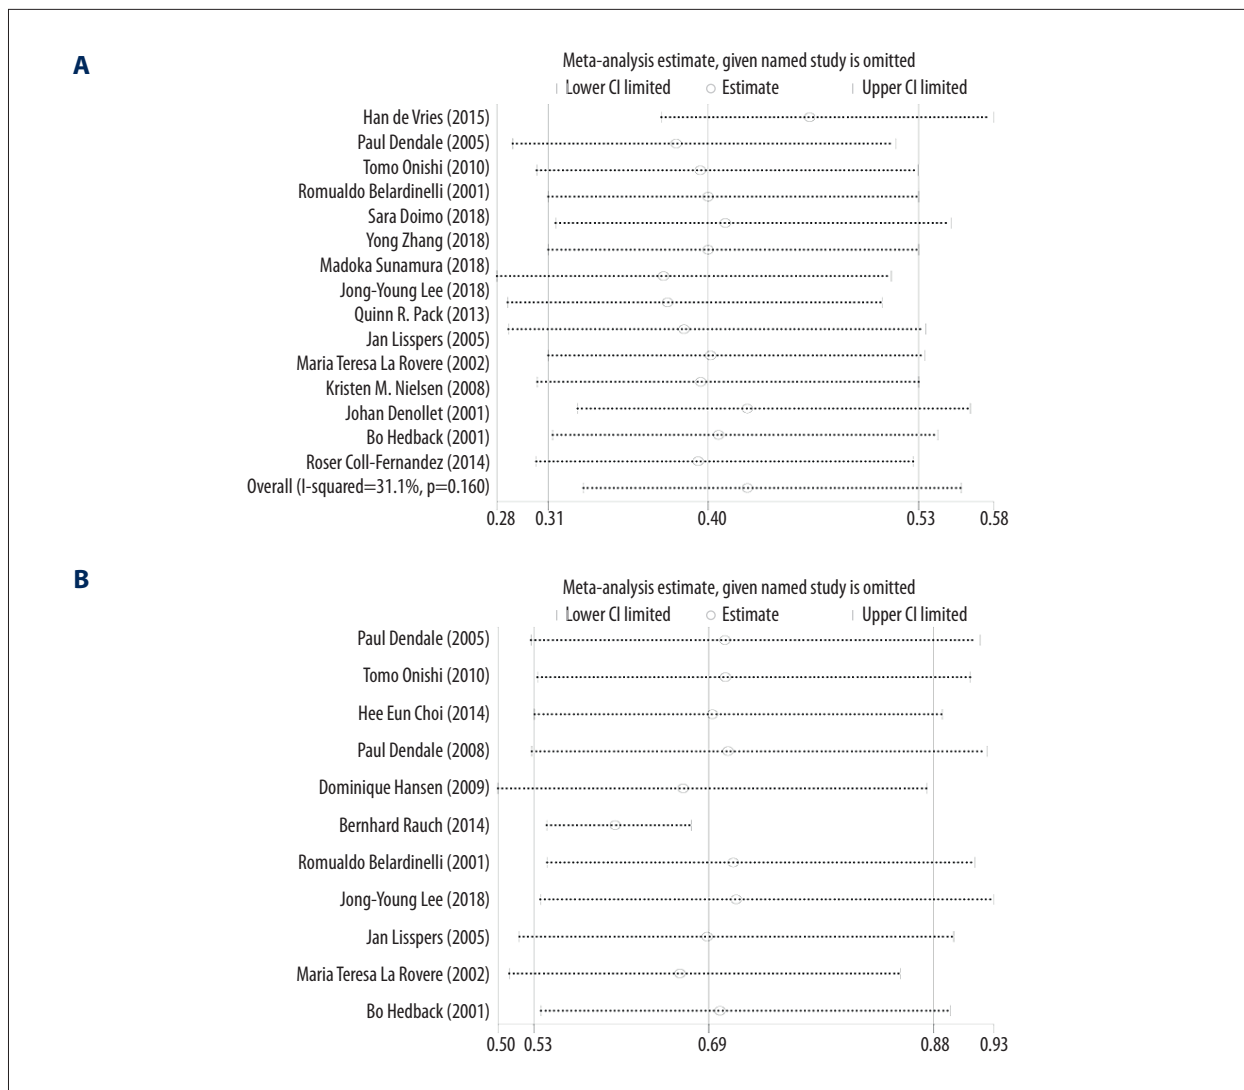 A
Meta-analysis estimate, given named study is omitted
Lower CI limited Estimate Upper CI limited
Han de Vries (2015)
Paul Dendale (2005)
Tomo Onishi (2010)
Romualdo Belardinelli (2001)
Sara Doimo (2018)
Yong Zhang (2018)
Madoka Sunamura (2018)
Jong-Young Lee (2018)
Quinn R. Pack (2013)
Jan Lisspers (2005)
Maria Teresa La Rovere (2002)
Kristen M. Nielsen (2008)
Johan Denollet (2001)
Bo Hedback (2001)
Roser Coll-Fernandez (2014)
Overall (I-squared=31.1%, p=0.160)
0.28 0.31 0.40 0.53 0.58
B
Meta-analysis estimate, given named study is omitted
Lower CI limited Estimate Upper CI limited
Paul Dendale (2005)
Tomo Onishi (2010)
Hee Eun Choi (2014)
Paul Dendale (2008)
Dominique Hansen (2009)
Bernhard Rauch (2014)
Romualdo Belardinelli (2001)
Jong-Young Lee (2018)
Jan Lisspers (2005)
Maria Teresa La Rovere (2002)
Bo Hedback (2001)
0.50 0.53 0.69 0.88 0.93